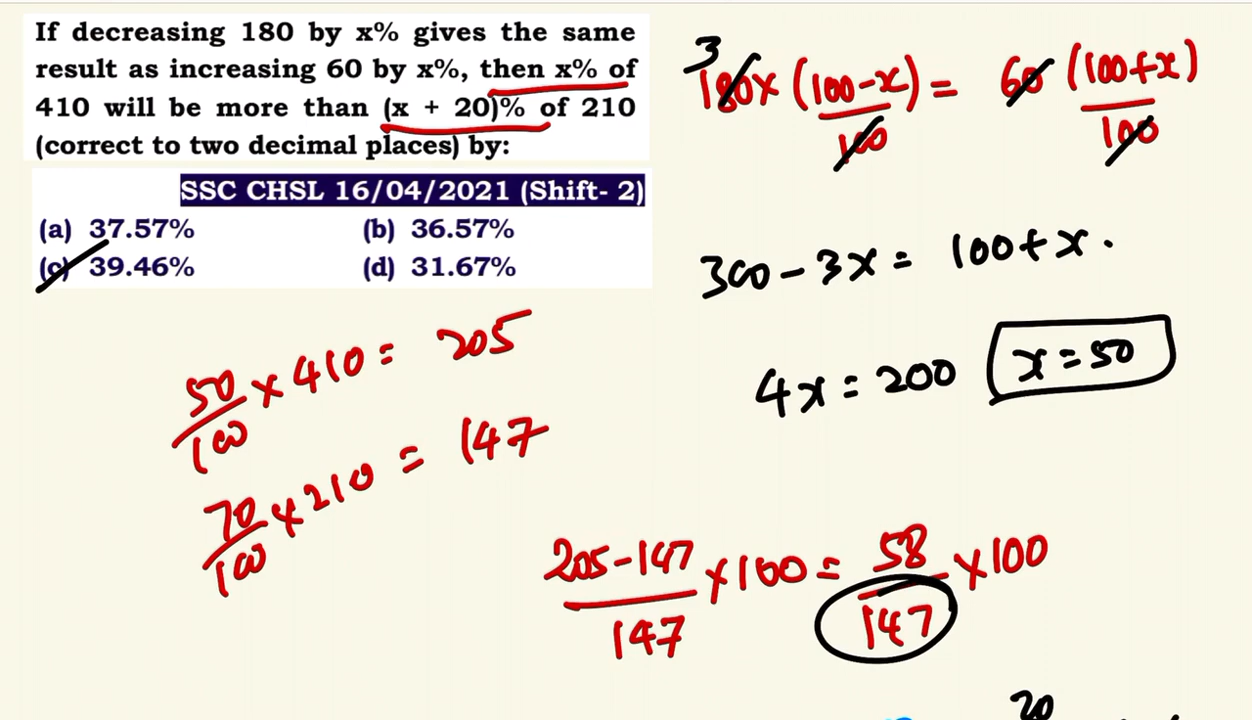 If decreasing 180 by x% gives the same
result as increasing 60 by x%, then x% of
410 will be more than (x + 20)% of 210
(correct to two decimal places) by:
SSC CHSL 16/04/2021 (Shift- 2)
(a) 37.57% (b) 36.57%
(c) 39.46% (d) 31.67%
3
180 × (100-x)/100 = 60 (100+x)/100
300 - 3x = 100 + x.
4x = 200 x = 50
50/100 × 410 = 205
70/100 × 210 = 147
205-147/147 × 100 = 58/147 × 100
20